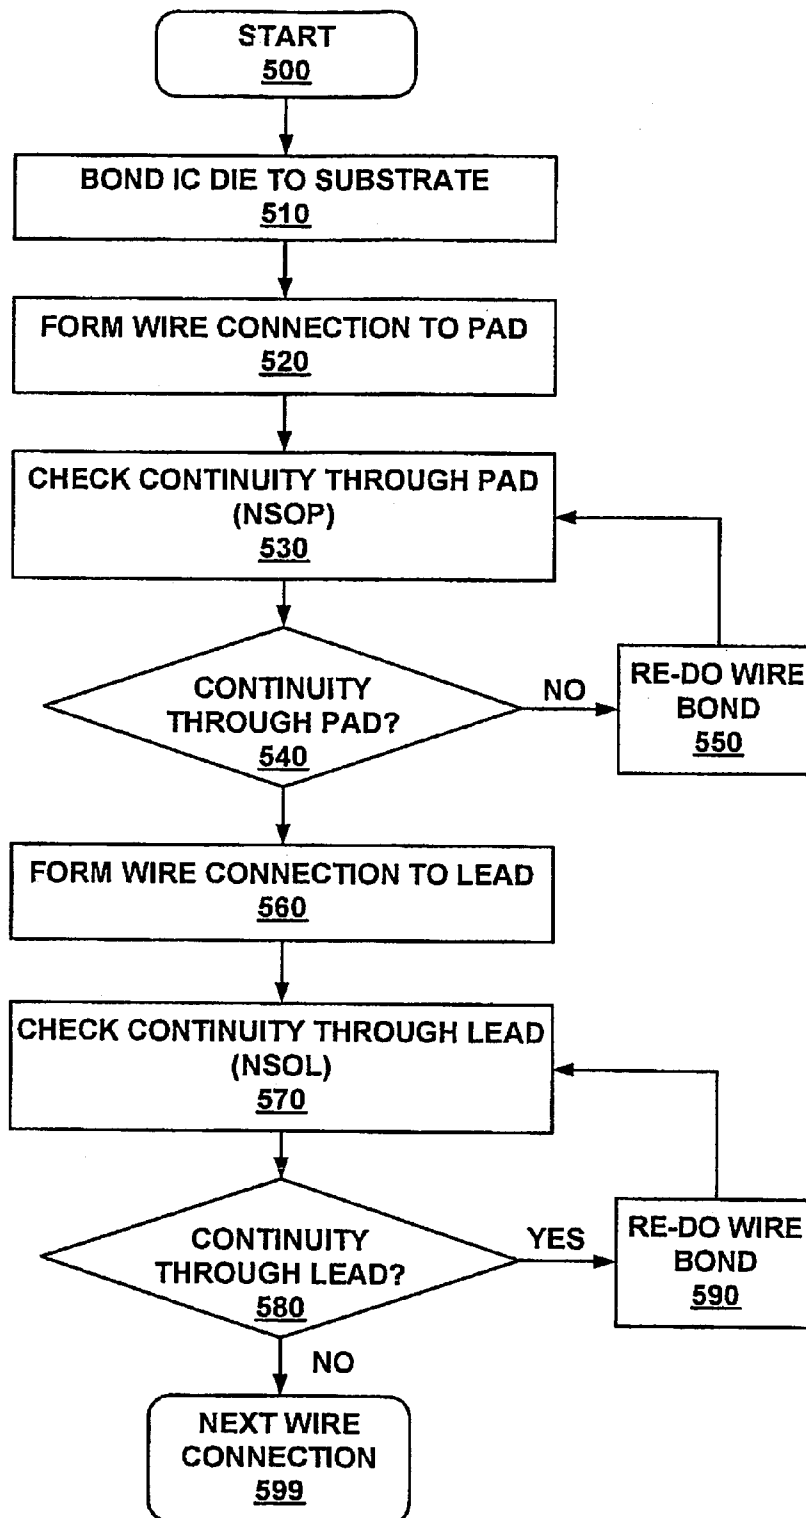 START
500
BOND IC DIE TO SUBSTRATE
510
FORM WIRE CONNECTION TO PAD
520
CHECK CONTINUITY THROUGH PAD
(NSOP)
530
CONTINUITY
THROUGH PAD?
540
NO
RE-DO WIRE
BOND
550
FORM WIRE CONNECTION TO LEAD
560
CHECK CONTINUITY THROUGH LEAD
(NSOL)
570
CONTINUITY
THROUGH LEAD?
580
YES
RE-DO WIRE
BOND
590
NO
NEXT WIRE
CONNECTION
599